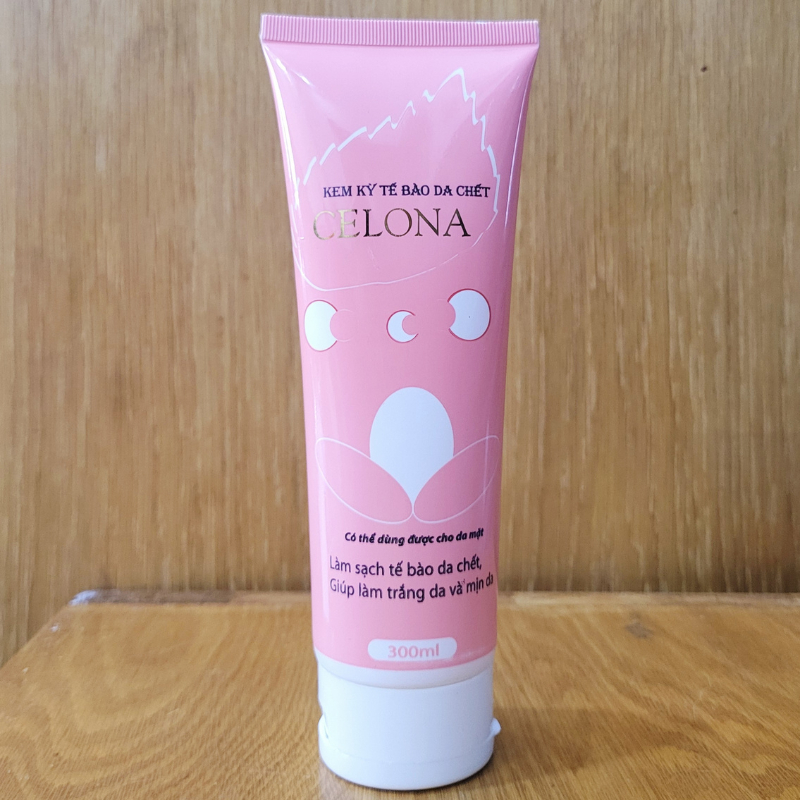 KEM KỲ TẾ BÀO DA CHẾT
CELONA
Có thể dùng được cho da mặt
Làm sạch tế bào da chết,
Giúp làm trắng da và mịn da
300ml